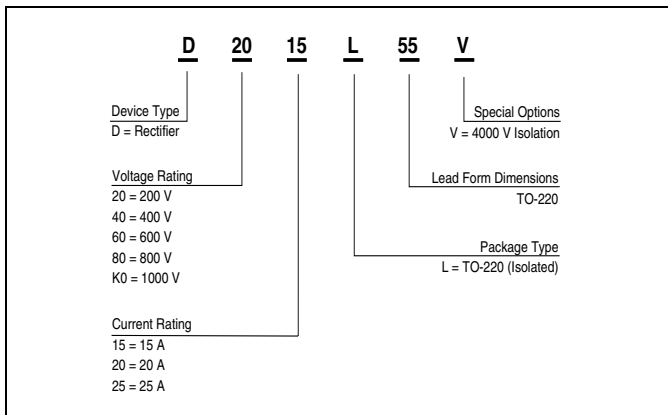 D 20 15 L 55 V
Device Type
D = Rectifier
Voltage Rating
20 = 200 V
40 = 400 V
60 = 600 V
80 = 800 V
K0 = 1000 V
Current Rating
15 = 15 A
20 = 20 A
25 = 25 A
Special Options
V = 4000 V Isolation
Lead Form Dimensions
TO-220
Package Type
L = TO-220 (Isolated)